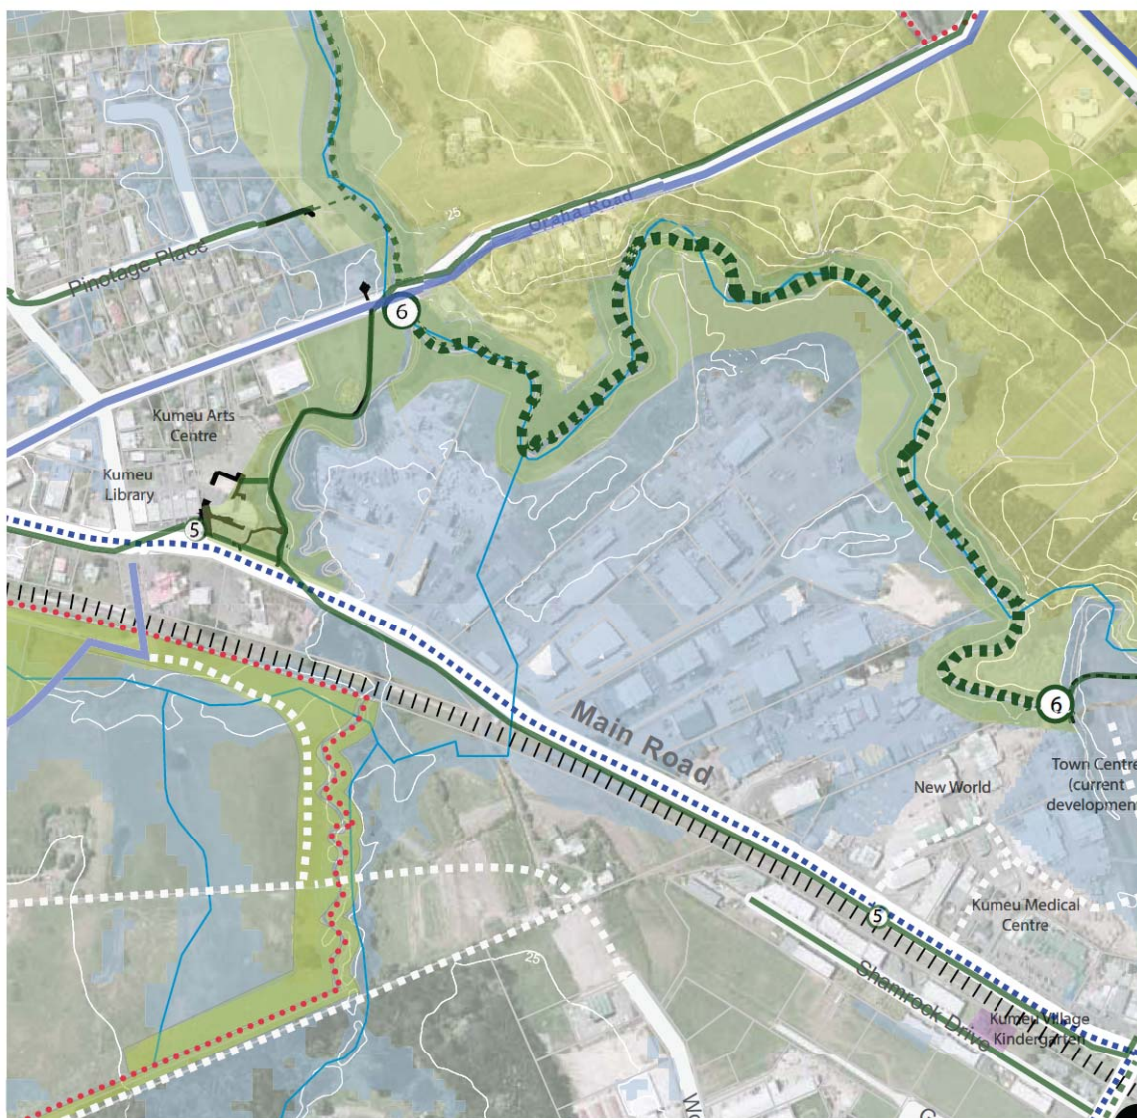 25
Oraha Road
Pinotage Place
6
Kumeu Arts
Centre
Kumeu
Library
5
Main Road
6
New World
Town Centre
(current
development
5
Kumeu Medical
Centre
25
Shamrock Drive
Kumeu Village
Kindergarten